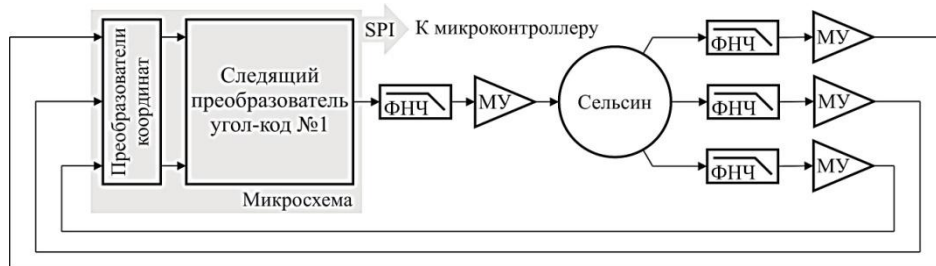 SPI
К микроконтроллеру
Преобразователи
координат
Следящий
преобразователь
угол-код №1
Микросхема
ФНЧ
МУ
Сельсин
ФНЧ
МУ
ФНЧ
МУ
ФНЧ
МУ